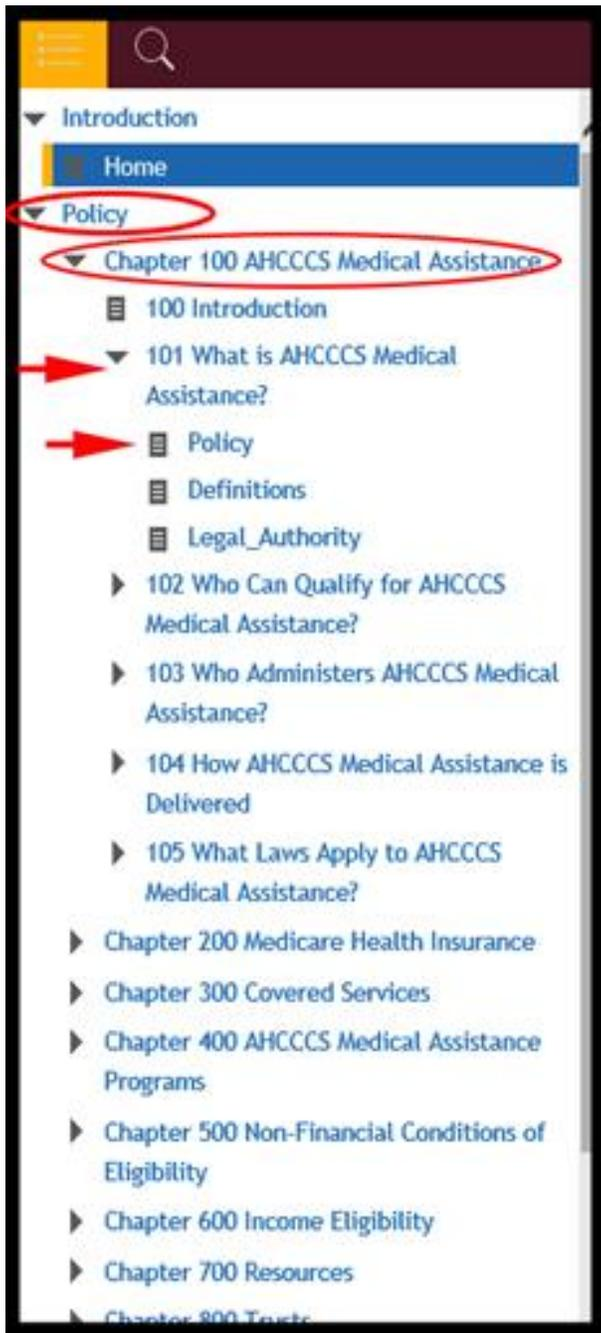 Introduction
Home
Policy
Chapter 100 AHCCCS Medical Assistance
100 Introduction
101 What is AHCCCS Medical
Assistance?
Policy
Definitions
Legal_Authority
102 Who Can Qualify for AHCCCS
Medical Assistance?
103 Who Administers AHCCCS Medical
Assistance?
104 How AHCCCS Medical Assistance is
Delivered
105 What Laws Apply to AHCCCS
Medical Assistance?
Chapter 200 Medicare Health Insurance
Chapter 300 Covered Services
Chapter 400 AHCCCS Medical Assistance
Programs
Chapter 500 Non-Financial Conditions of
Eligibility
Chapter 600 Income Eligibility
Chapter 700 Resources
Chapter 800 Trusts